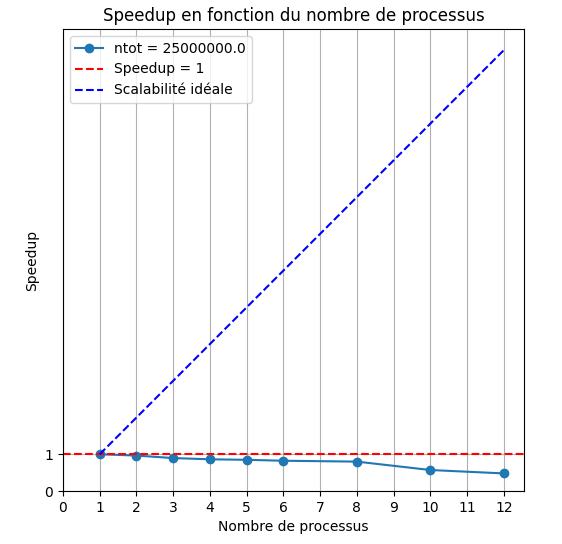 Speedup en fonction du nombre de processus
ntot = 25000000.0
Speedup = 1
Scalabilité idéale
Speedup
1
0
0 1 2 3 4 5 6 7 8 9 10 11 12
Nombre de processus